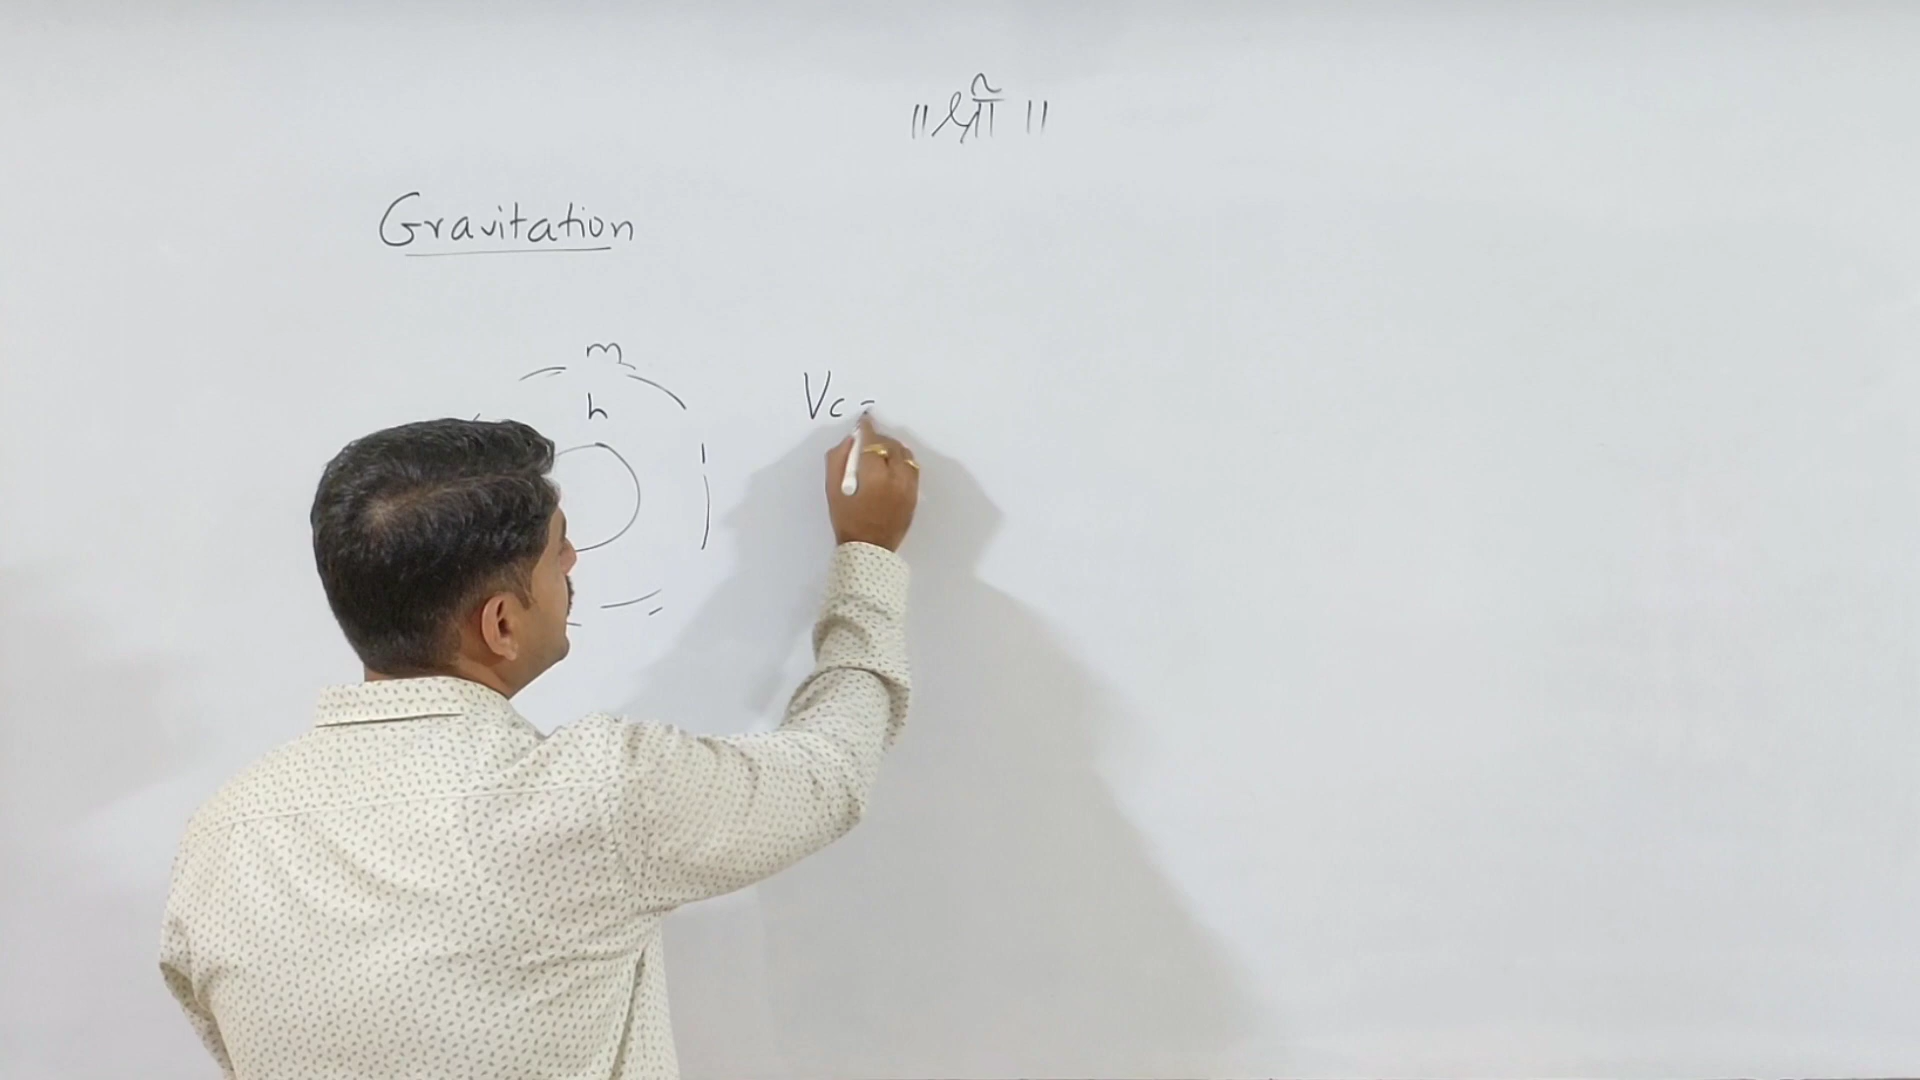 ॥ श्री ॥
Gravitation
m
h
Vc =